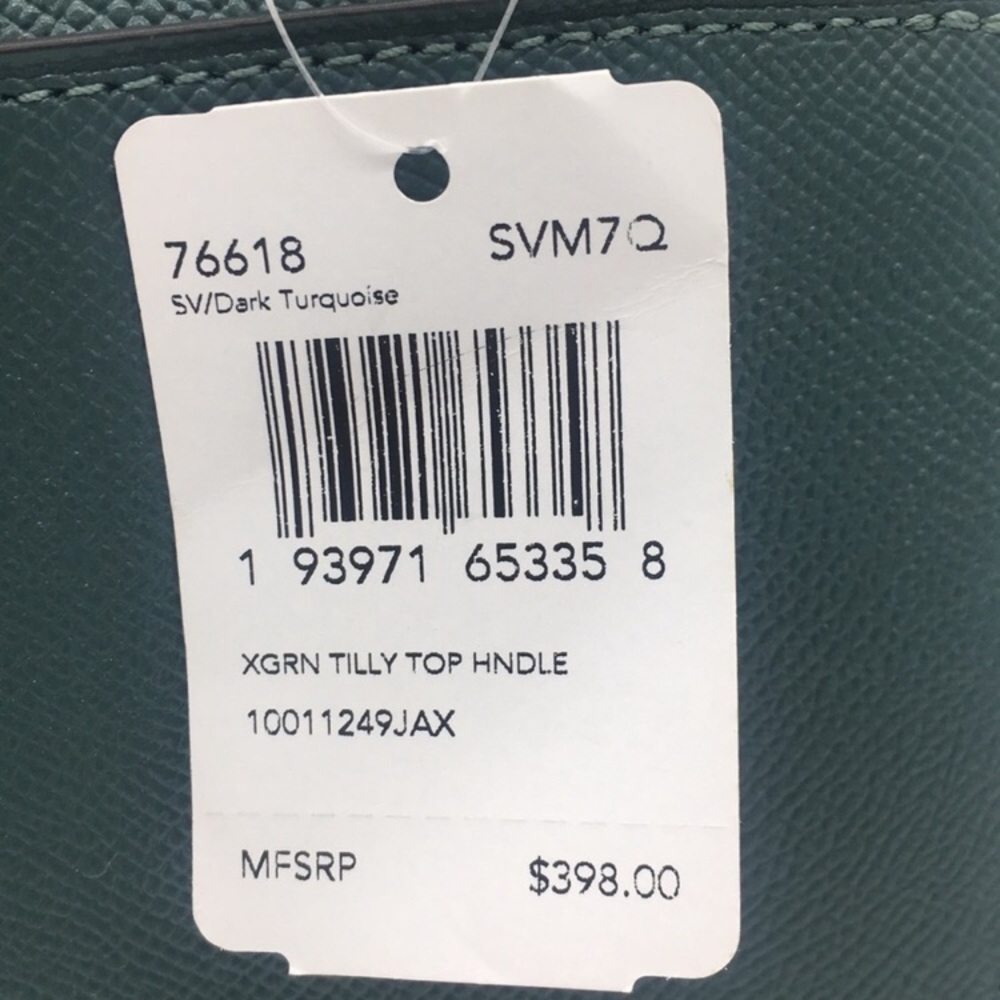 76618 SVM7Q
SV/Dark Turquoise
1 93971 65335 8
XGRN TILLY TOP HNDLE
10011249JAX
MFSRP $398.00